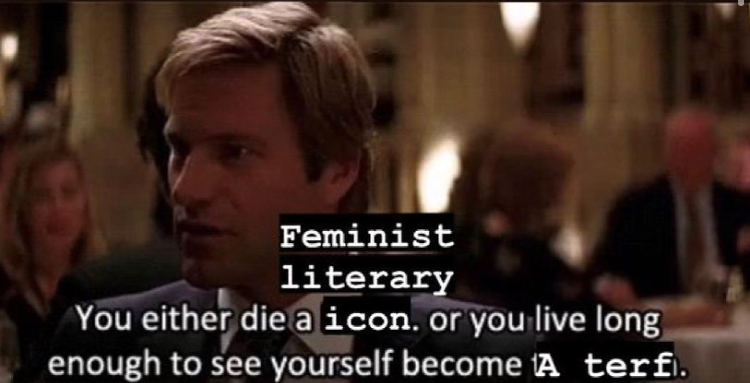 Feminist
literary
You either die a icon. or you live long
enough to see yourself become A terf.